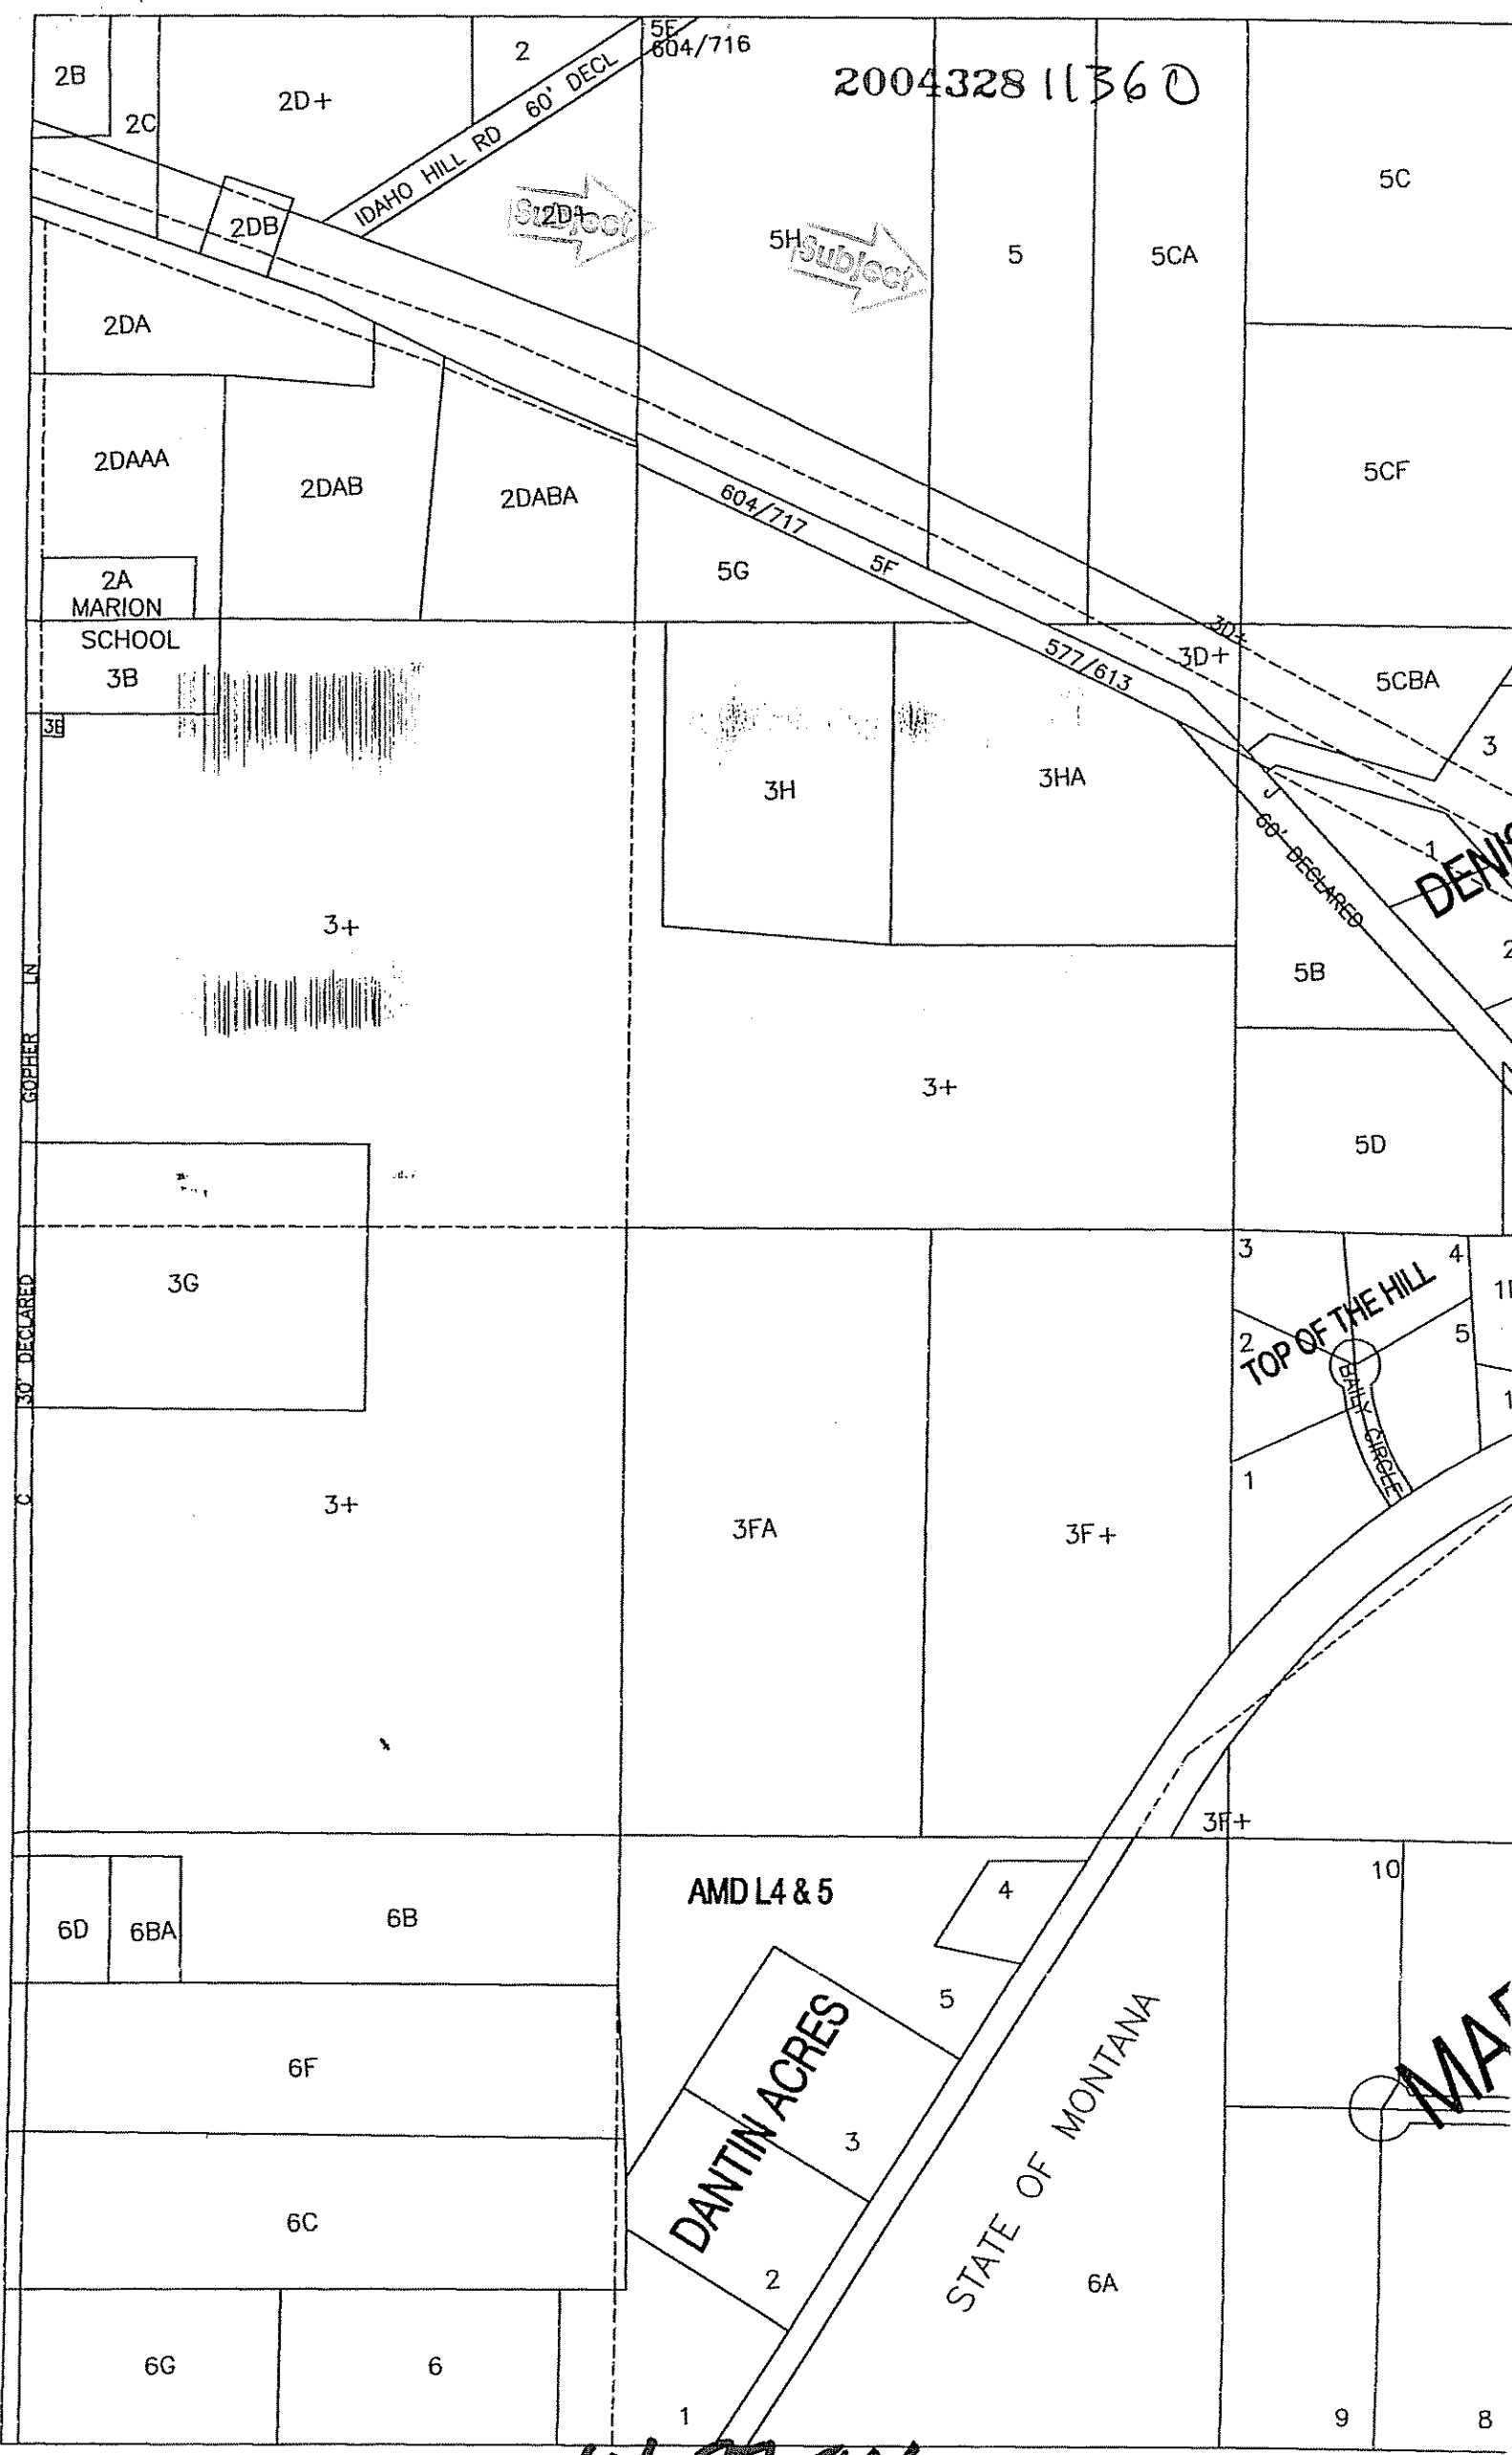 2B
2C
2D+
2
5E
604/716
2004328 11360
IDAHO HILL RD 60' DECL
5C
2DB
Subject
2D+
5H
Subject
5
5CA
2DA
2DAAA
2DAB
2DABA
604/717
5F
5G
5CF
2A
MARION
SCHOOL
3B
3E
577/613
3D+
3D+
5CBA
3
3H
3HA
J
60' DECLARED
1
2
3+
GOPHER LN
5B
3+
5D
3G
30' DECLARED
C
3
4
TOP OF THE HILL
2
5
BAILY CIRCLE
1
3+
3FA
3F+
3F+
AMD L4 & 5
4
10
6D
6BA
6B
5
DANTIN ACRES
6F
3
STATE OF MONTANA
6C
2
6A
6G
6
1
9
8